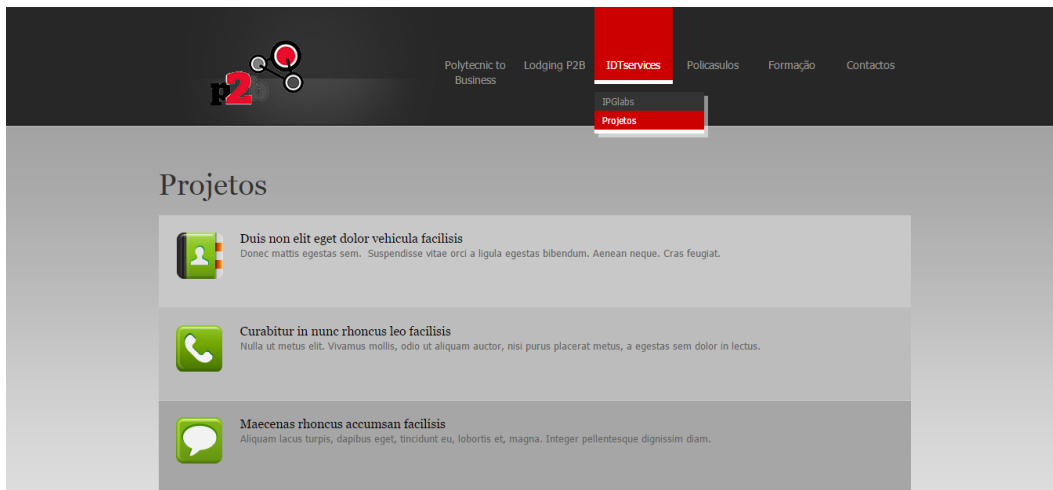 p2
Polytecnic to
Business
Lodging P2B
IDTservices
Policasulos
Formação
Contactos
IPGlabs
Projetos
Projetos
Duis non elit eget dolor vehicula facilisis
Donec mattis egestas sem. Suspendisse vitae orci a ligula egestas bibendum. Aenean neque. Cras feugiat.
Curabitur in nunc rhoncus leo facilisis
Nulla ut metus elit. Vivamus mollis, odio ut aliquam auctor, nisi purus placerat metus, a egestas sem dolor in lectus.
Maecenas rhoncus accumsan facilisis
Aliquam lacus turpis, dapibus eget, tincidunt eu, lobortis et, magna. Integer pellentesque dignissim diam.